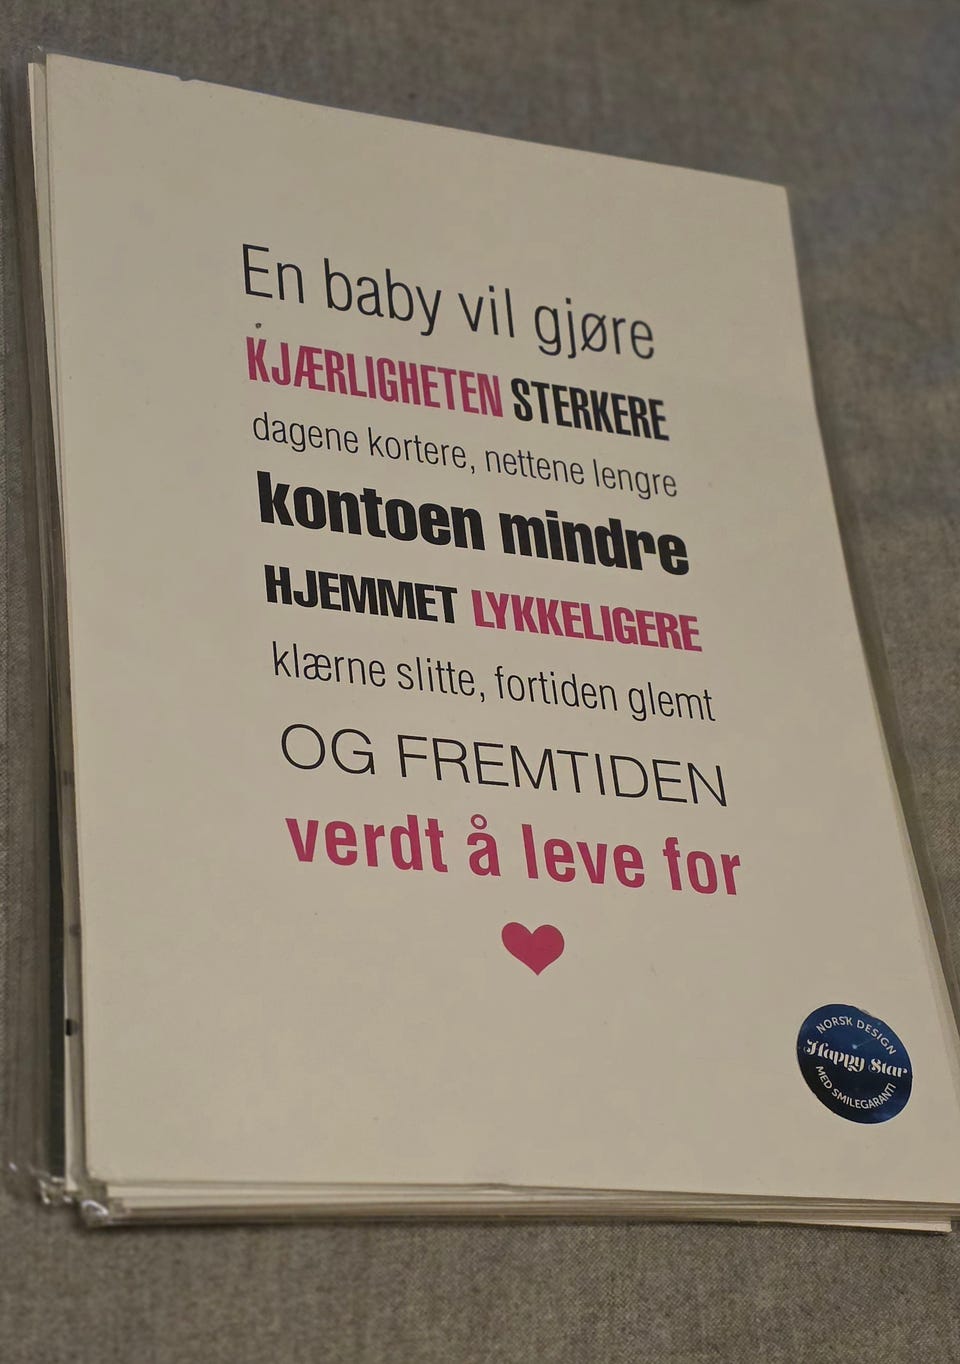 En baby vil gjøre
KJÆRLIGHETEN STERKERE
dagene kortere, nettene lengre
kontoen mindre
HJEMMET LYKKELIGERE
klærne slitte, fortiden glemt
OG FREMTIDEN
verdt å leve for
NORSK DESIGN
Happy Star
MED SMILEGARANTI